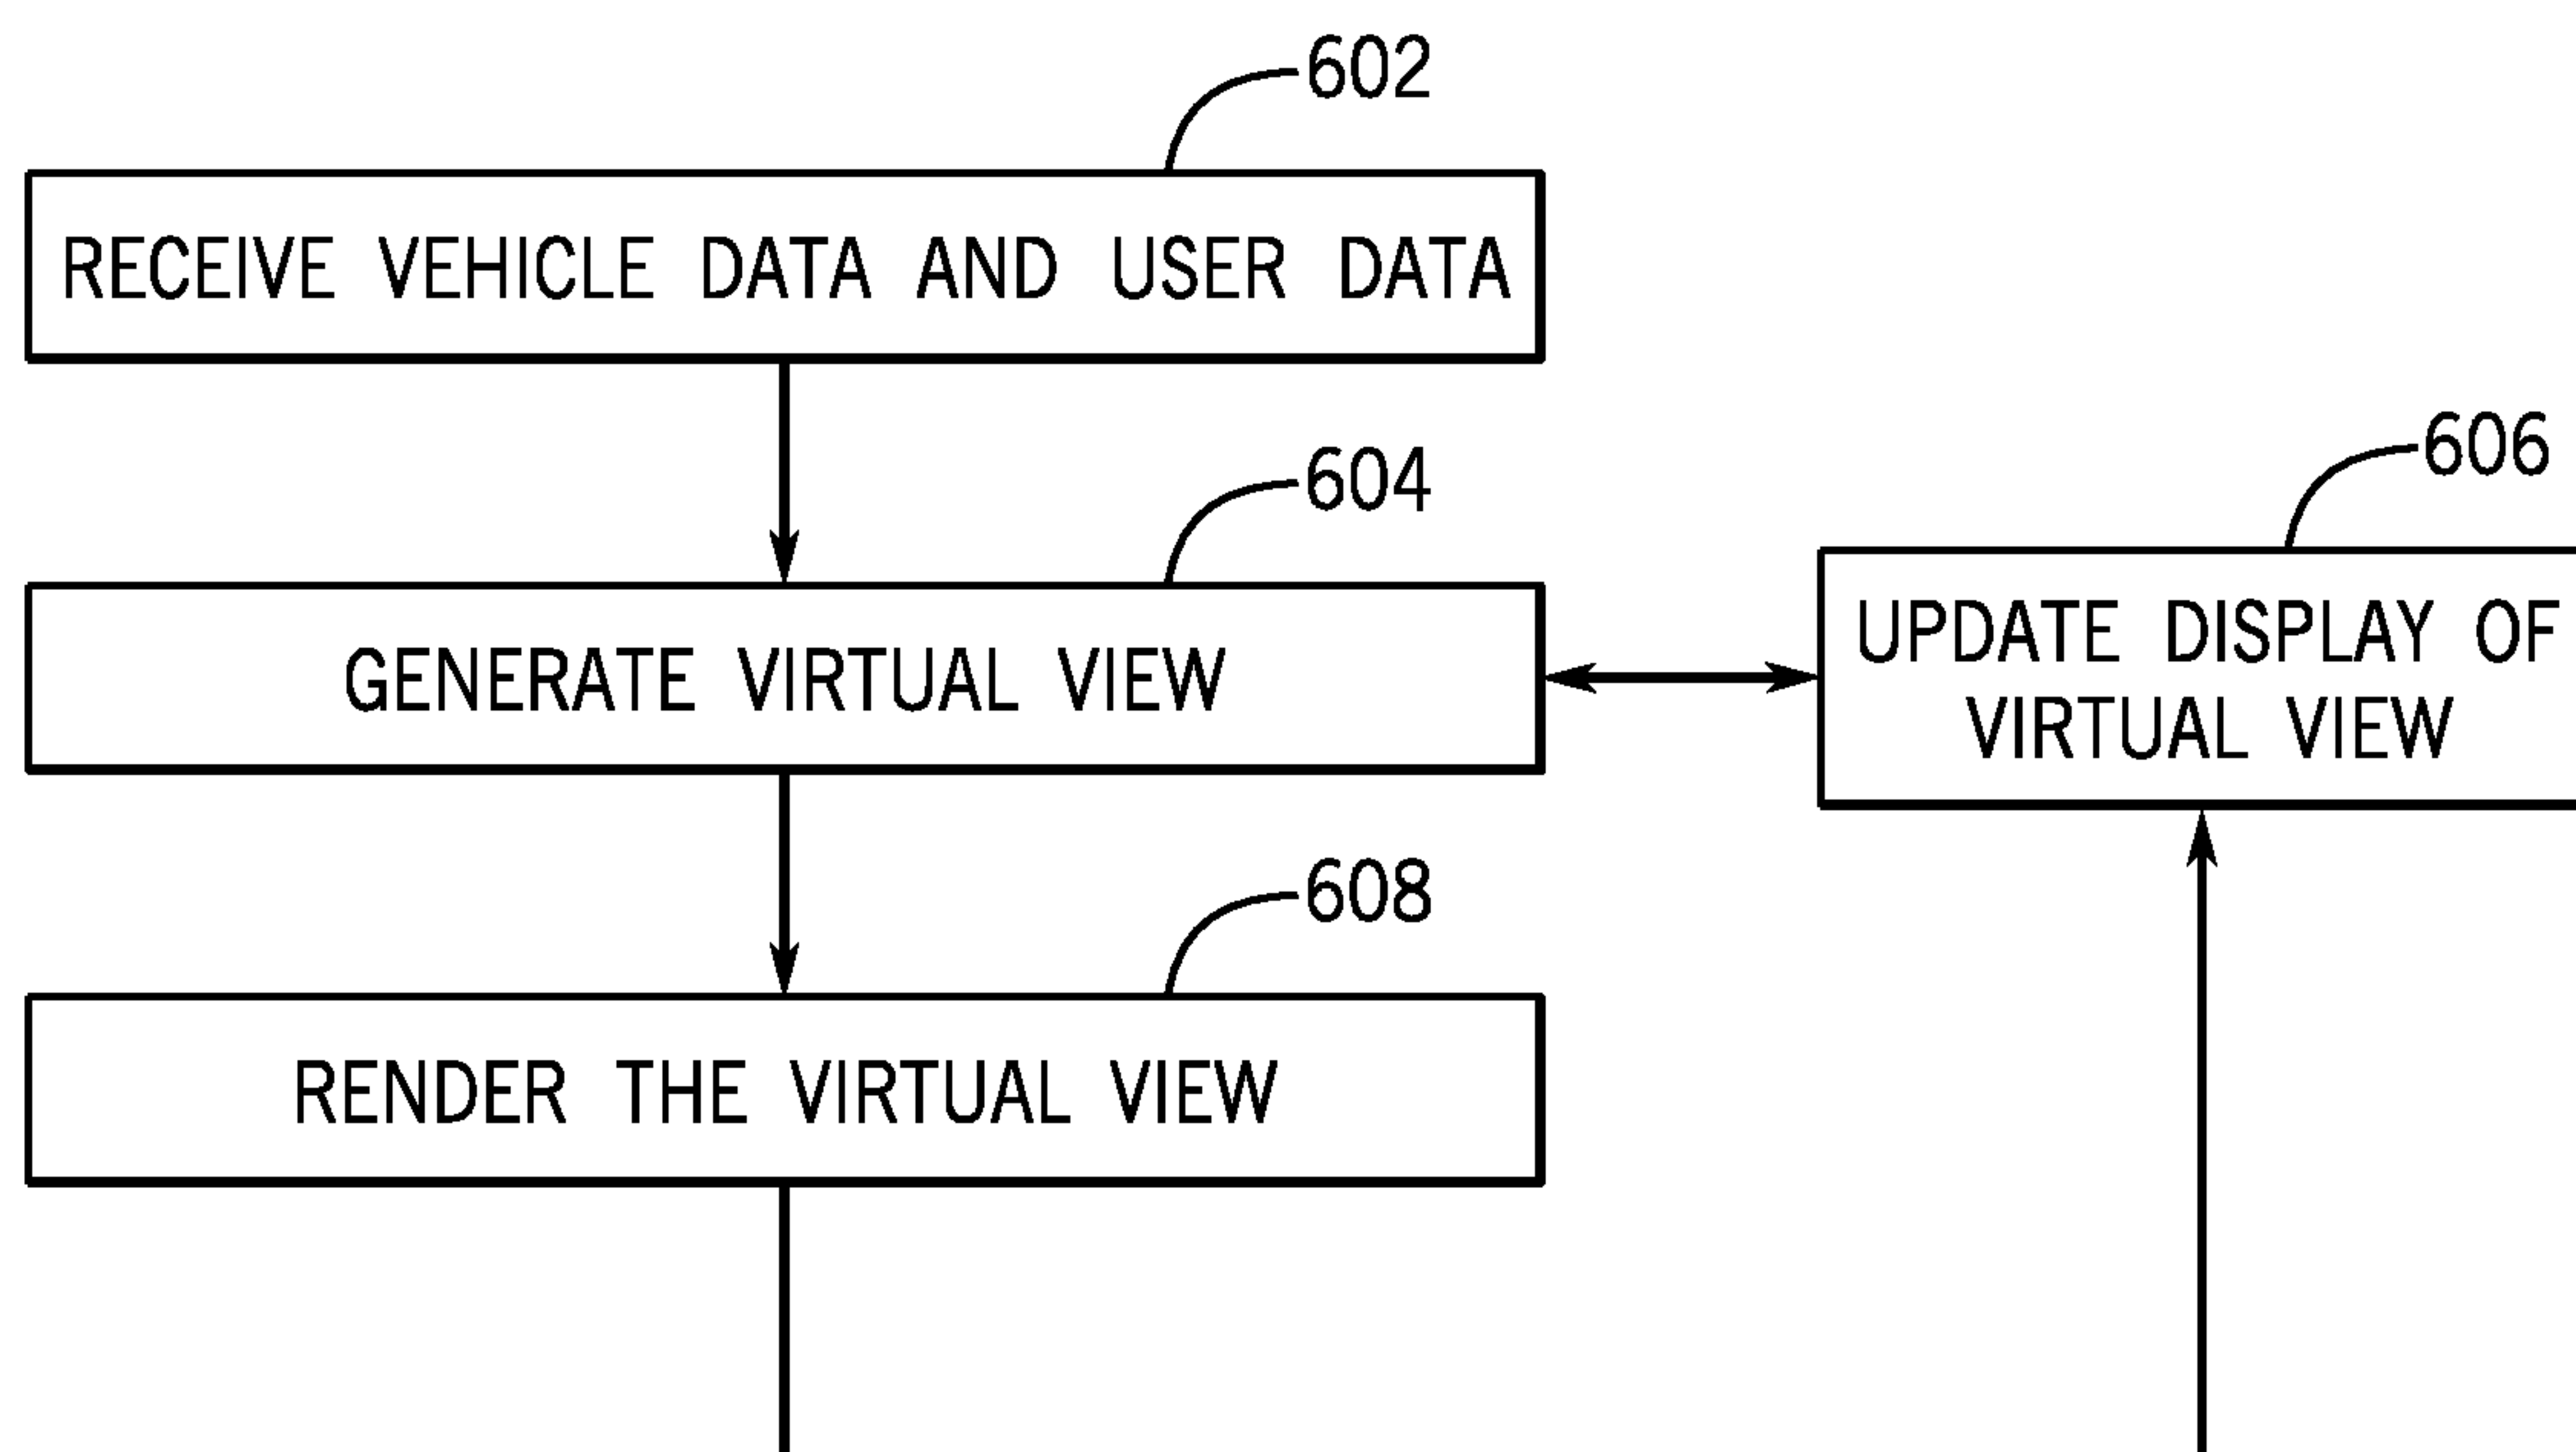 602
RECEIVE VEHICLE DATA AND USER DATA
604
GENERATE VIRTUAL VIEW
606
UPDATE DISPLAY OF
VIRTUAL VIEW
608
RENDER THE VIRTUAL VIEW